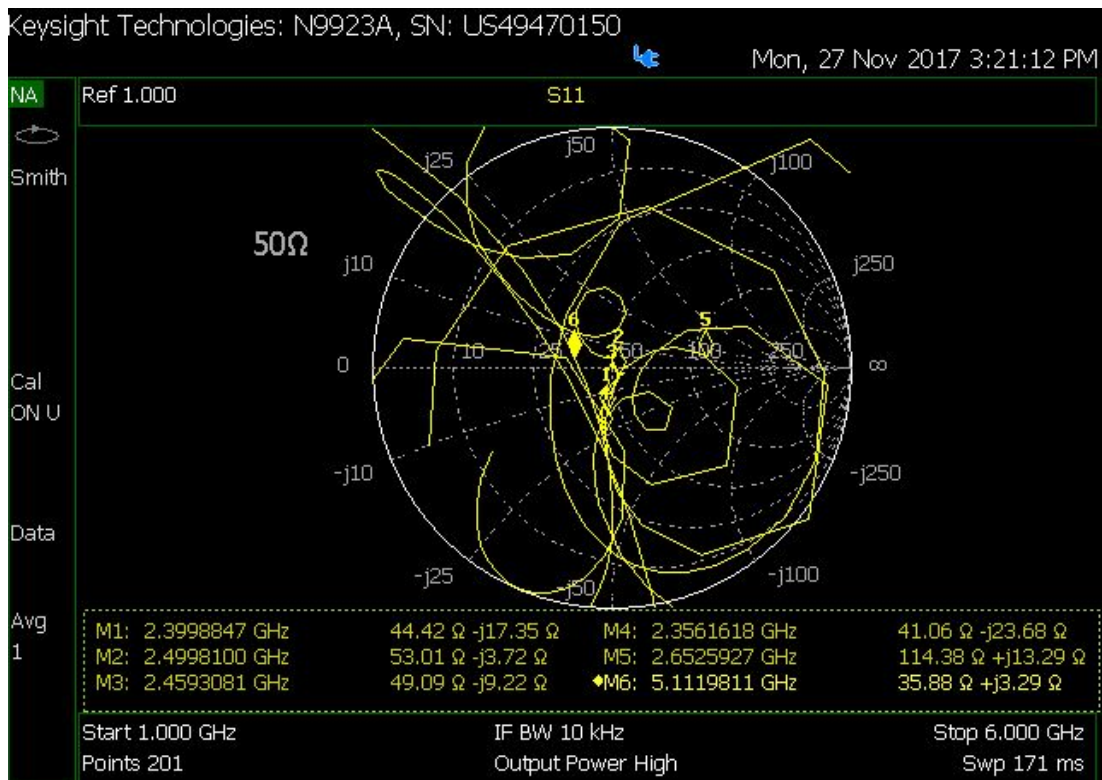 Keysight Technologies: N9923A, SN: US49470150
Mon, 27 Nov 2017 3:21:12 PM
NA
Ref 1.000
S11
Smith
50Ω
j10
j25
j50
j100
j250
0
10
25
50
100
250
∞
-j10
-j25
-j50
-j100
-j250
6
5
2
3
1
Cal
ON U
Data
Avg
1
M1: 2.3998847 GHz 44.42 Ω -j17.35 Ω M4: 2.3561618 GHz 41.06 Ω -j23.68 Ω
M2: 2.4998100 GHz 53.01 Ω -j3.72 Ω M5: 2.6525927 GHz 114.38 Ω +j13.29 Ω
M3: 2.4593081 GHz 49.09 Ω -j9.22 Ω M6: 5.1119811 GHz 35.88 Ω +j3.29 Ω
Start 1.000 GHz IF BW 10 kHz Stop 6.000 GHz
Points 201 Output Power High Swp 171 ms